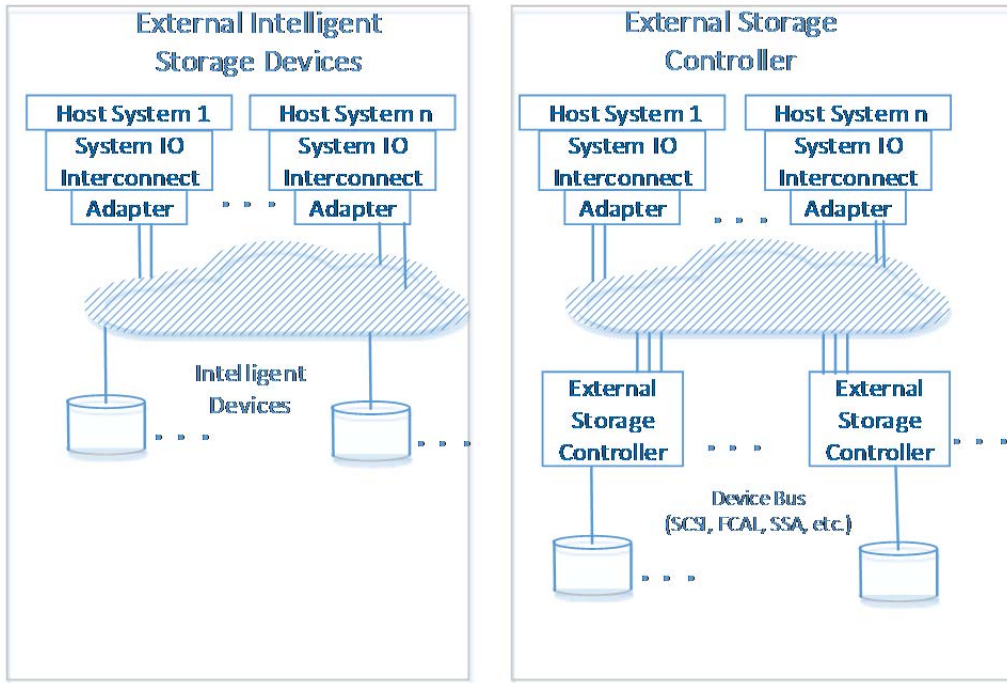 External Intelligent
Storage Devices
Host System 1
System IO
Interconnect
Adapter
Host System n
System IO
Interconnect
Adapter
Intelligent
Devices
External Storage
Controller
Host System 1
System IO
Interconnect
Adapter
Host System n
System IO
Interconnect
Adapter
External
Storage
Controller
External
Storage
Controller
Device Bus
(SCSI, FCAL, SSA, etc.)